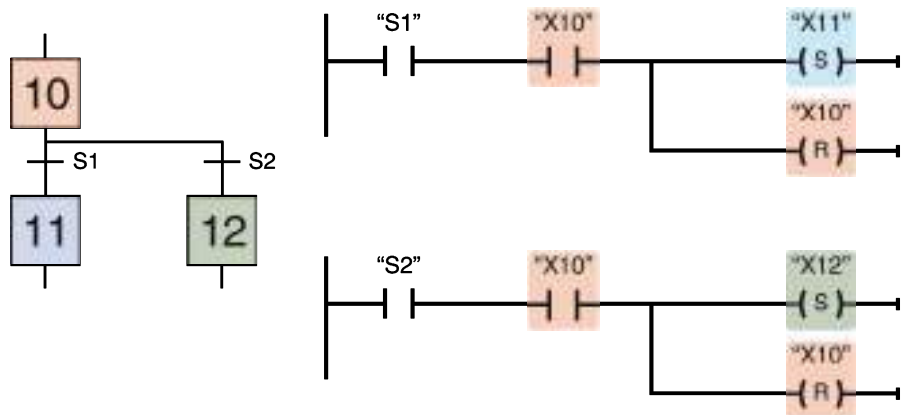 10
S1
S2
11
12
“S1”
“X10”
“X11”
S
“X10”
R
“S2”
“X10”
“X12”
S
“X10”
R